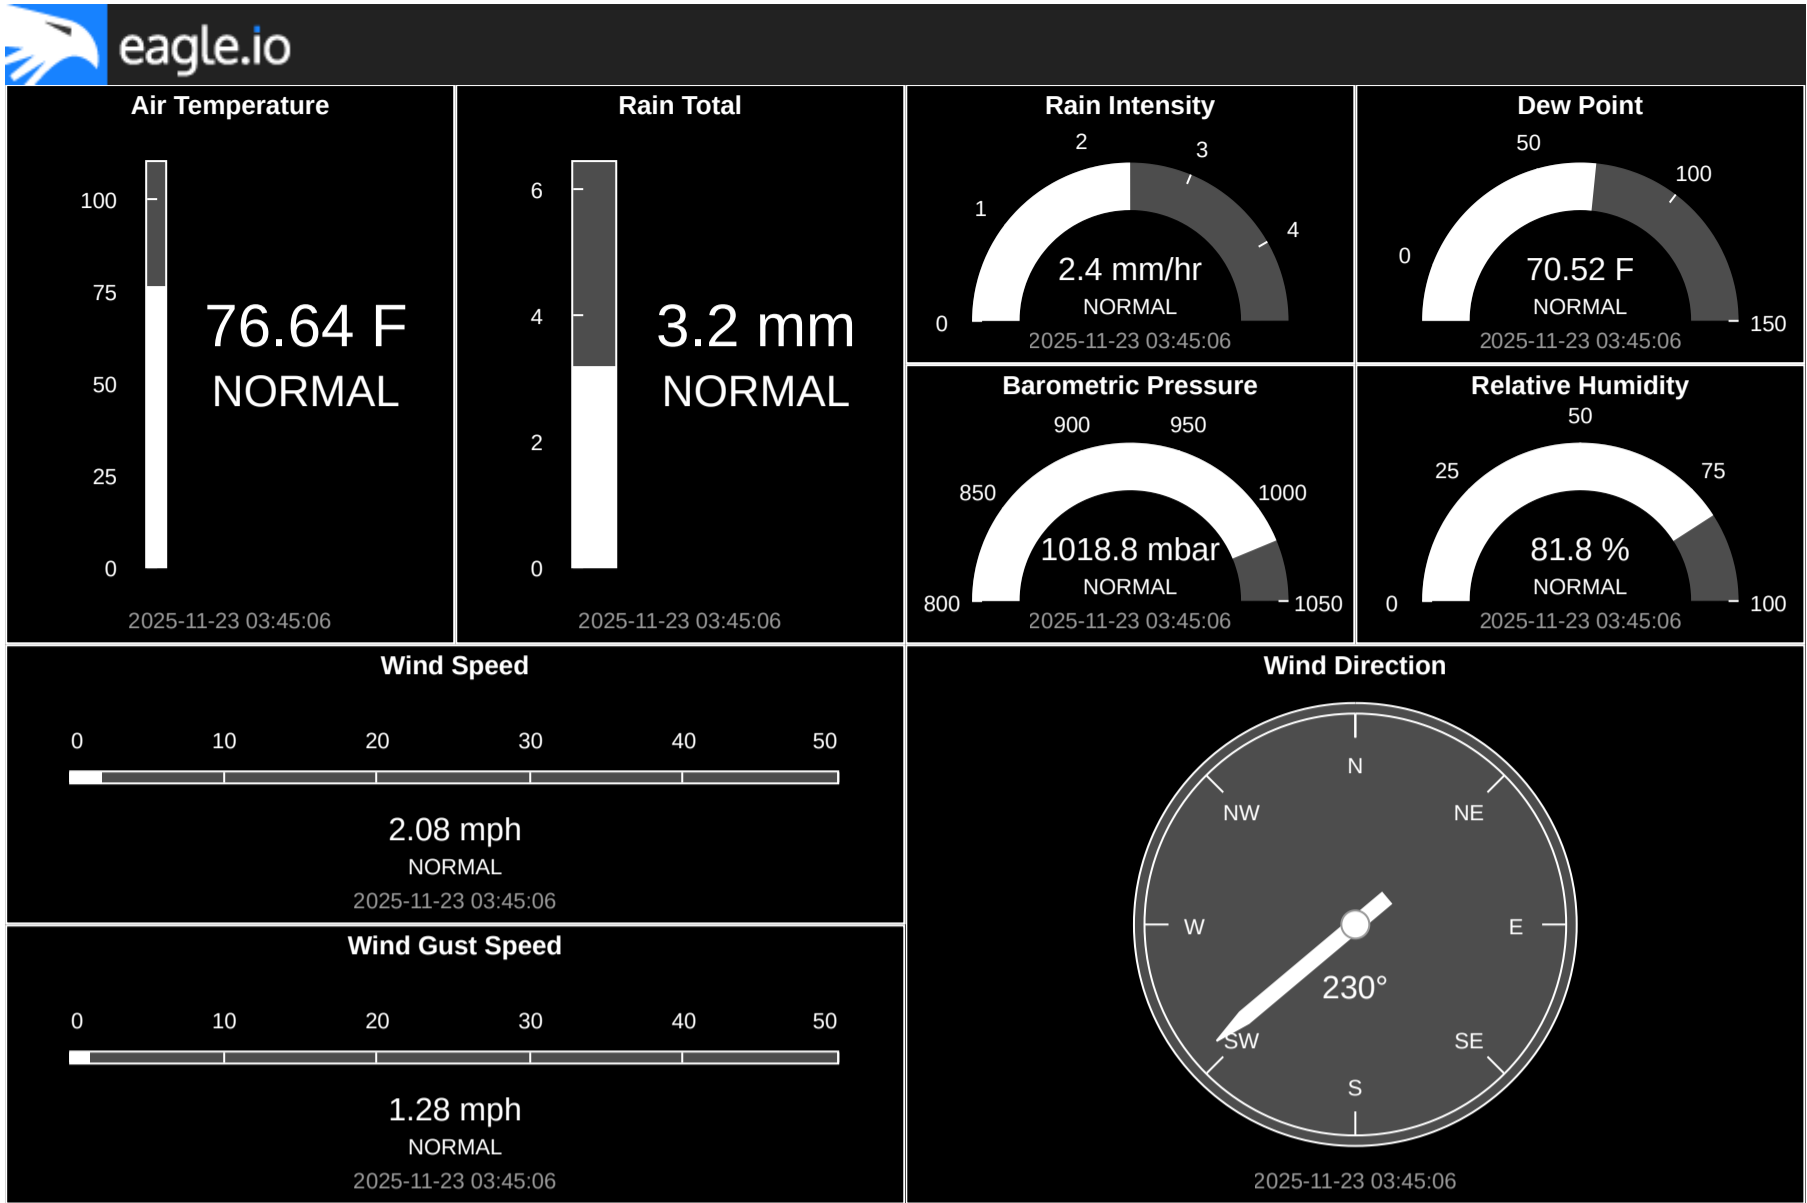 eagle.io
Air Temperature
100
75
50
25
0
76.64 F
NORMAL
2025-11-23 03:45:06
Rain Total
6
4
2
0
3.2 mm
NORMAL
2025-11-23 03:45:06
Rain Intensity
0
1
2
3
4
2.4 mm/hr
NORMAL
2025-11-23 03:45:06
Dew Point
0
50
100
150
70.52 F
NORMAL
2025-11-23 03:45:06
Barometric Pressure
800
850
900
950
1000
1050
1018.8 mbar
NORMAL
2025-11-23 03:45:06
Relative Humidity
0
25
50
75
100
81.8 %
NORMAL
2025-11-23 03:45:06
Wind Speed
0 10 20 30 40 50
2.08 mph
NORMAL
2025-11-23 03:45:06
Wind Gust Speed
0 10 20 30 40 50
1.28 mph
NORMAL
2025-11-23 03:45:06
Wind Direction
N
NW NE
W E
230°
SW SE
S
2025-11-23 03:45:06